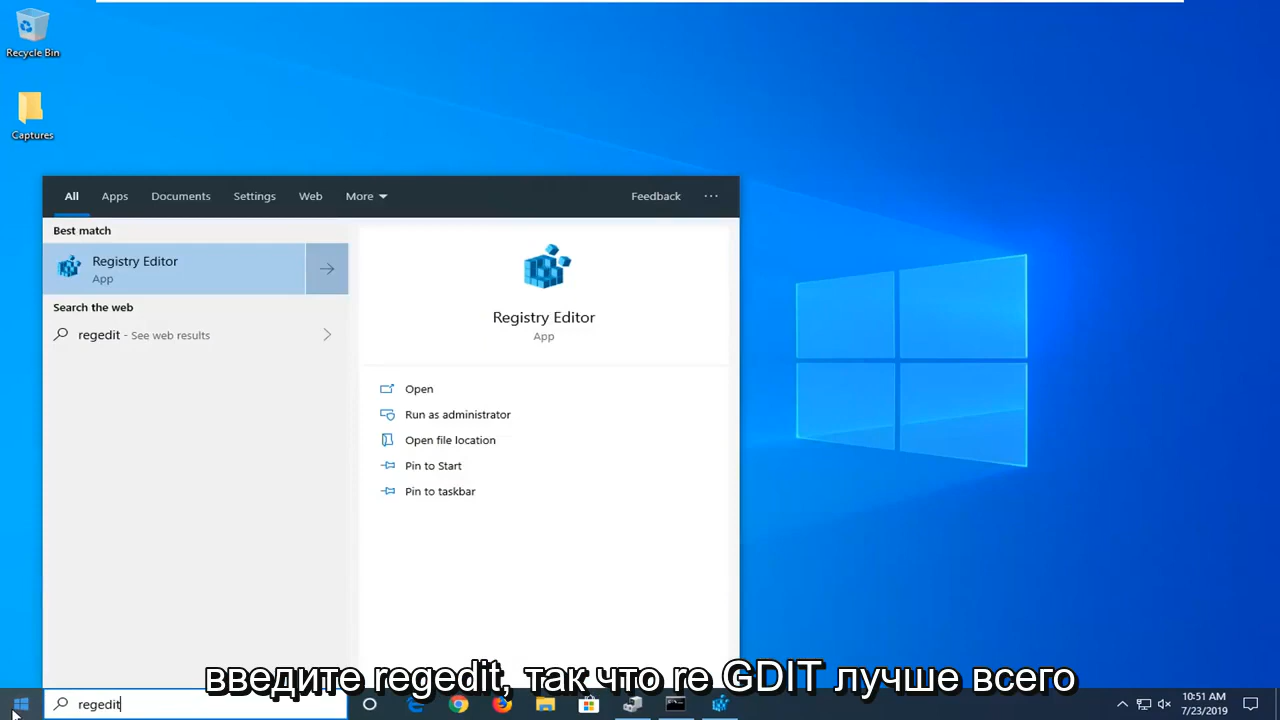 Recycle Bin
Captures
All Apps Documents Settings Web More Feedback ...
Best match
Registry Editor
App
Search the web
regedit - See web results
Registry Editor
App
Open
Run as administrator
Open file location
Pin to Start
Pin to taskbar
введите regedit, так что re GDIT лучше всего
regedit
10:51 AM
7/23/2019